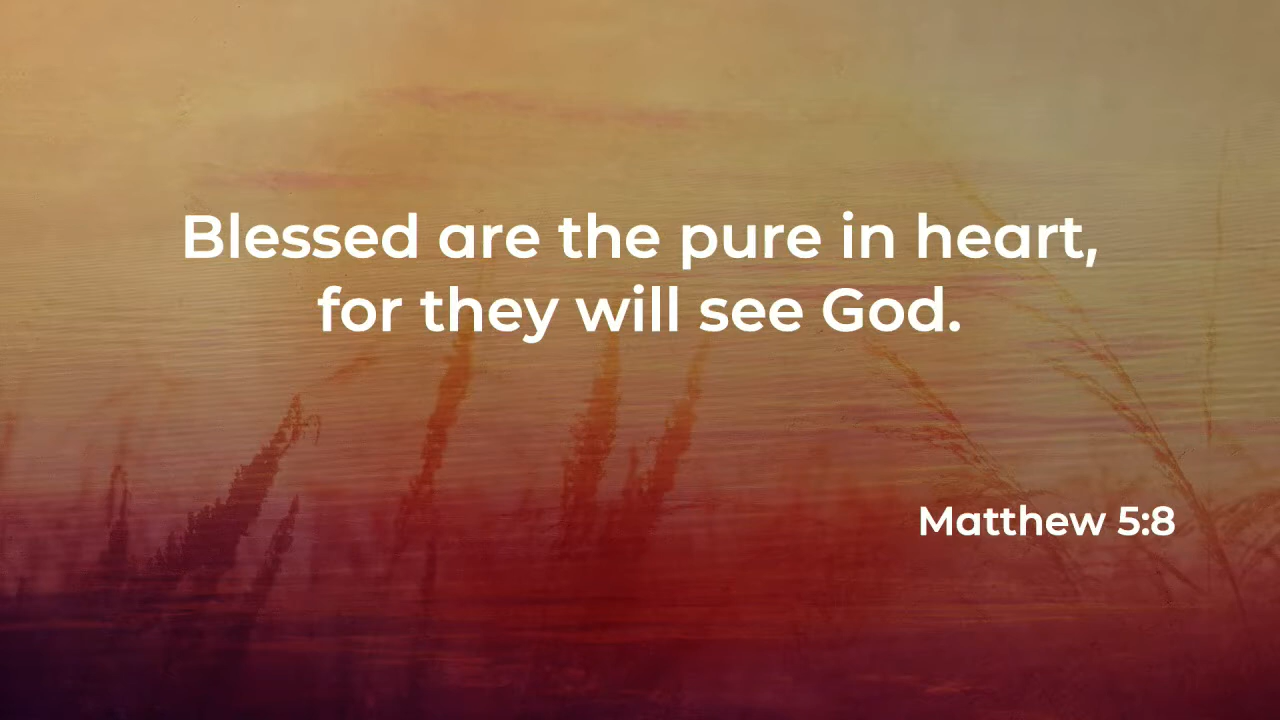 Blessed are the pure in heart,
for they will see God.
Matthew 5:8